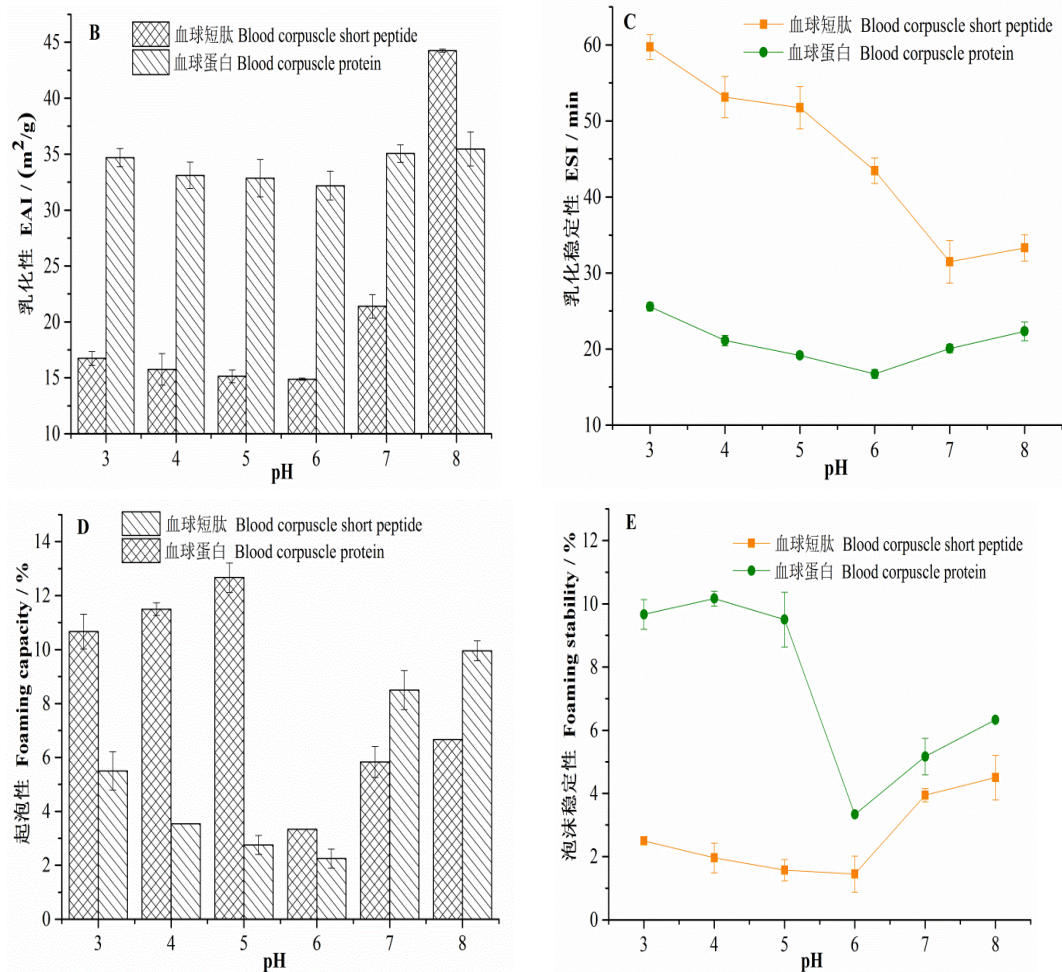 B
血球短肽 Blood corpuscle short peptide
血球蛋白 Blood corpuscle protein
乳化性 EAI / (m²/g)
45
40
35
30
25
20
15
10
3 4 5 6 7 8
pH
C
血球短肽 Blood corpuscle short peptide
血球蛋白 Blood corpuscle protein
乳化稳定性 ESI / min
60
50
40
30
20
10
3 4 5 6 7 8
pH
D
血球短肽 Blood corpuscle short peptide
血球蛋白 Blood corpuscle protein
起泡性 Foaming capacity / %
14
12
10
8
6
4
2
0
3 4 5 6 7 8
pH
E
血球短肽 Blood corpuscle short peptide
血球蛋白 Blood corpuscle protein
泡沫稳定性 Foaming stability / %
12
10
8
6
4
2
0
3 4 5 6 7 8
pH